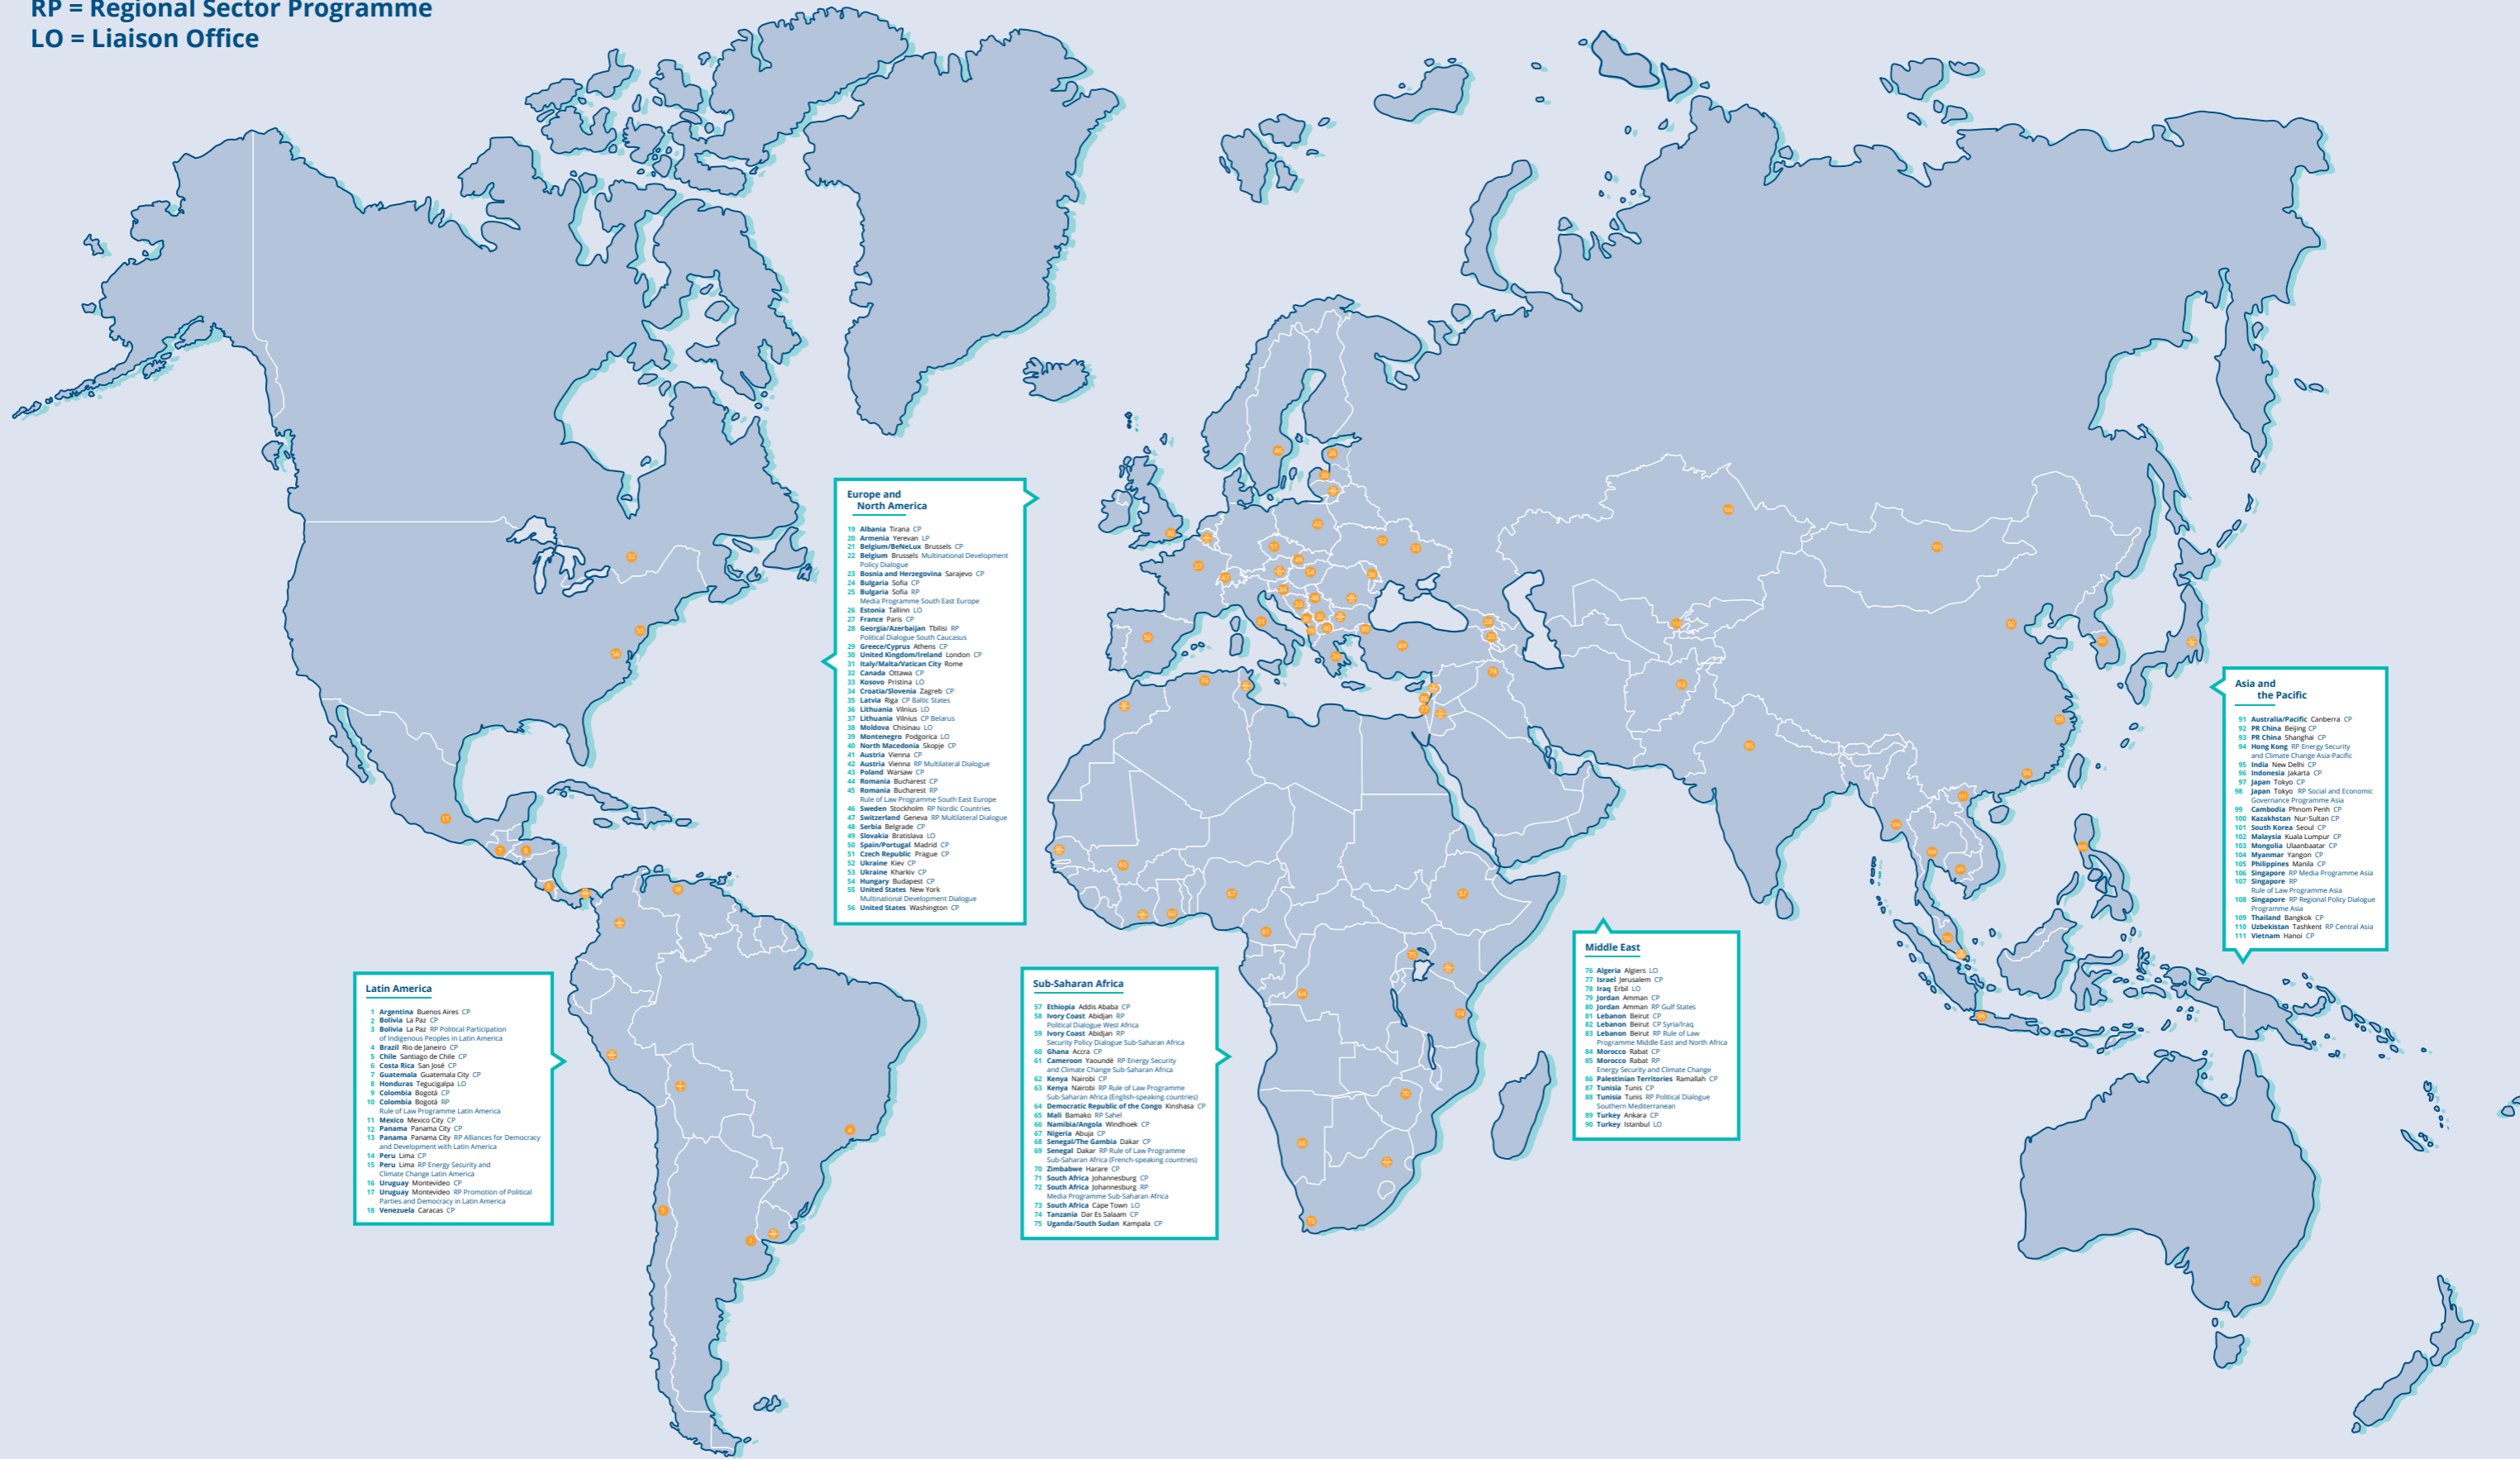 RP = Regional Sector Programme
LO = Liaison Office
Europe and
North America
19 Albania Tirana CP
20 Armenia Yerevan LP
21 Belgium/BeNeLux Brussels CP
22 Belgium Brussels Multinational Development
Policy Dialogue
23 Bosnia and Herzegovina Sarajevo CP
24 Bulgaria Sofia CP
25 Bulgaria Sofia RP
Media Programme South East Europe
26 Estonia Tallinn LO
27 France Paris CP
28 Georgia/Azerbaijan Tbilisi RP
Political Dialogue South Caucasus
29 Greece/Cyprus Athens CP
30 United Kingdom/Ireland London CP
31 Italy/Malta/Vatican City Rome
32 Canada Ottawa CP
33 Kosovo Pristina LO
34 Croatia/Slovenia Zagreb CP
35 Latvia Riga CP Baltic States
36 Lithuania Vilnius LO
37 Lithuania Vilnius CP Belarus
38 Moldova Chisinau LO
39 Montenegro Podgorica LO
40 North Macedonia Skopje CP
41 Austria Vienna CP
42 Austria Vienna RP Multilateral Dialogue
43 Poland Warsaw CP
44 Romania Bucharest CP
45 Romania Bucharest RP
Rule of Law Programme South East Europe
46 Sweden Stockholm RP Nordic Countries
47 Switzerland Geneva RP Multilateral Dialogue
48 Serbia Belgrade CP
49 Slovakia Bratislava LO
50 Spain/Portugal Madrid CP
51 Czech Republic Prague CP
52 Ukraine Kiev CP
53 Ukraine Kharkiv CP
54 Hungary Budapest CP
55 United States New York
Multinational Development Dialogue
56 United States Washington CP
Latin America
1 Argentina Buenos Aires CP
2 Bolivia La Paz CP
3 Bolivia La Paz RP Political Participation
of Indigenous Peoples in Latin America
4 Brazil Rio de Janeiro CP
5 Chile Santiago de Chile CP
6 Costa Rica San José CP
7 Guatemala Guatemala City CP
8 Honduras Tegucigalpa LO
9 Colombia Bogotá CP
10 Colombia Bogotá RP
Rule of Law Programme Latin America
11 Mexico Mexico City CP
12 Panama Panama City CP
13 Panama Panama City RP Alliances for Democracy
and Development with Latin America
14 Peru Lima CP
15 Peru Lima RP Energy Security and
Climate Change Latin America
16 Uruguay Montevideo CP
17 Uruguay Montevideo RP Promotion of Political
Parties and Democracy in Latin America
18 Venezuela Caracas CP
Sub-Saharan Africa
57 Ethiopia Addis Ababa CP
58 Ivory Coast Abidjan RP
Political Dialogue West Africa
59 Ivory Coast Abidjan RP
Security Policy Dialogue Sub-Saharan Africa
60 Ghana Accra CP
61 Cameroon Yaoundé RP Energy Security
and Climate Change Sub-Saharan Africa
62 Kenya Nairobi CP
63 Kenya Nairobi RP Rule of Law Programme
Sub-Saharan Africa (English-speaking countries)
64 Democratic Republic of the Congo Kinshasa CP
65 Mali Bamako RP Sahel
66 Namibia/Angola Windhoek CP
67 Nigeria Abuja CP
68 Senegal/The Gambia Dakar CP
69 Senegal Dakar RP Rule of Law Programme
Sub-Saharan Africa (French-speaking countries)
70 Zimbabwe Harare CP
71 South Africa Johannesburg CP
72 South Africa Johannesburg RP
Media Programme Sub-Saharan Africa
73 South Africa Cape Town LO
74 Tanzania Dar Es Salaam CP
75 Uganda/South Sudan Kampala CP
Middle East
76 Algeria Algiers LO
77 Israel Jerusalem CP
78 Iraq Erbil LO
79 Jordan Amman CP
80 Jordan Amman RP Gulf States
81 Lebanon Beirut CP
82 Lebanon Beirut CP Syria/Iraq
83 Lebanon Beirut RP Rule of Law
Programme Middle East and North Africa
84 Morocco Rabat CP
85 Morocco Rabat RP
Energy Security and Climate Change
86 Palestinian Territories Ramallah CP
87 Tunisia Tunis CP
88 Tunisia Tunis RP Political Dialogue
Southern Mediterranean
89 Turkey Ankara CP
90 Turkey Istanbul LO
Asia and
the Pacific
91 Australia/Pacific Canberra CP
92 PR China Beijing CP
93 PR China Shanghai CP
94 Hong Kong RP Energy Security
and Climate Change Asia-Pacific
95 India New Delhi CP
96 Indonesia Jakarta CP
97 Japan Tokyo CP
98 Japan Tokyo RP Social and Economic
Governance Programme Asia
99 Cambodia Phnom Penh CP
100 Kazakhstan Nur-Sultan CP
101 South Korea Seoul CP
102 Malaysia Kuala Lumpur CP
103 Mongolia Ulaanbaatar CP
104 Myanmar Yangon CP
105 Philippines Manila CP
106 Singapore RP Media Programme Asia
107 Singapore RP
Rule of Law Programme Asia
108 Singapore RP Regional Policy Dialogue
Programme Asia
109 Thailand Bangkok CP
110 Uzbekistan Tashkent RP Central Asia
111 Vietnam Hanoi CP